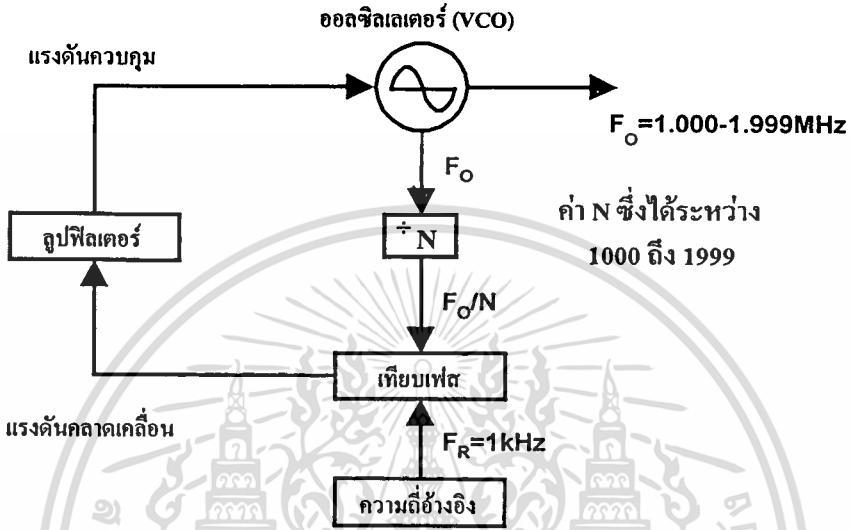 ออลซิลเลเตอร์ (VCO)
แรงดันควบคุม
F_O=1.000-1.999MHz
F_O
ค่า N ซึ่งได้ระหว่าง
1000 ถึง 1999
÷ N
ลูปฟิลเตอร์
F_O/N
เทียบเฟส
แรงดันคลาดเคลื่อน
F_R=1kHz
ความถี่อ้างอิง